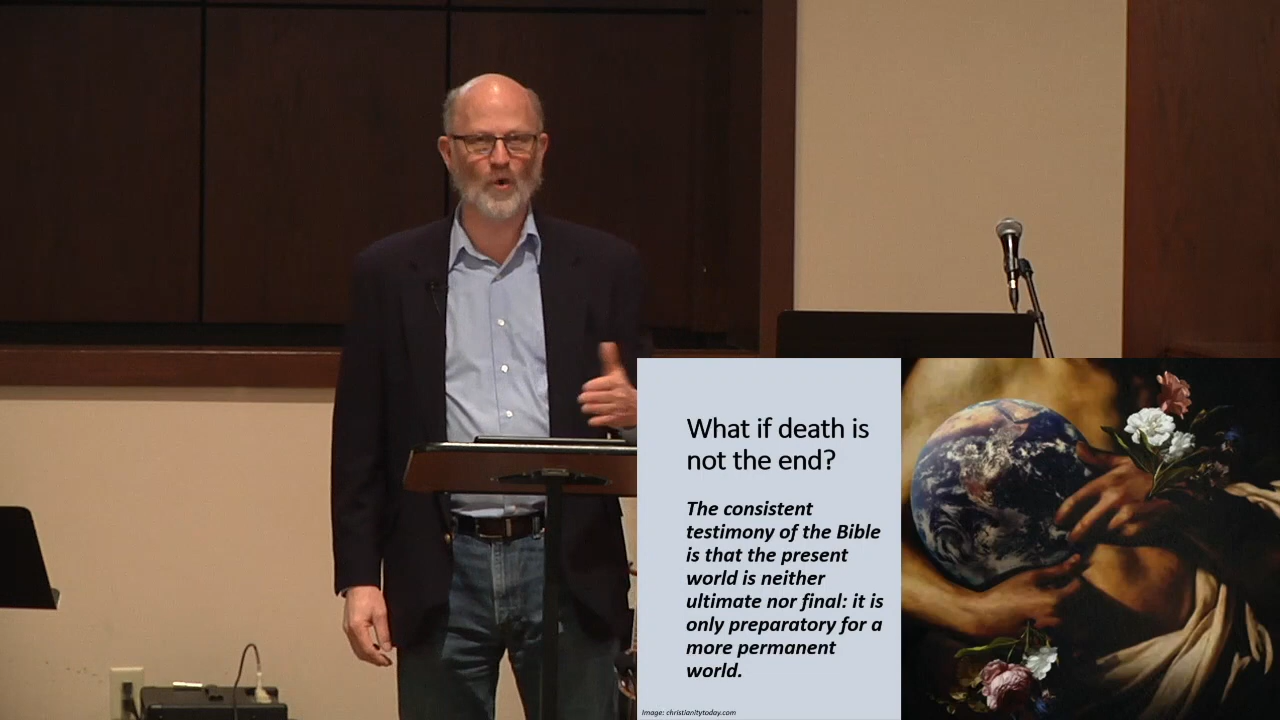 What if death is
not the end?
The consistent
testimony of the Bible
is that the present
world is neither
ultimate nor final: it is
only preparatory for a
more permanent
world.
Image: christianitytoday.com